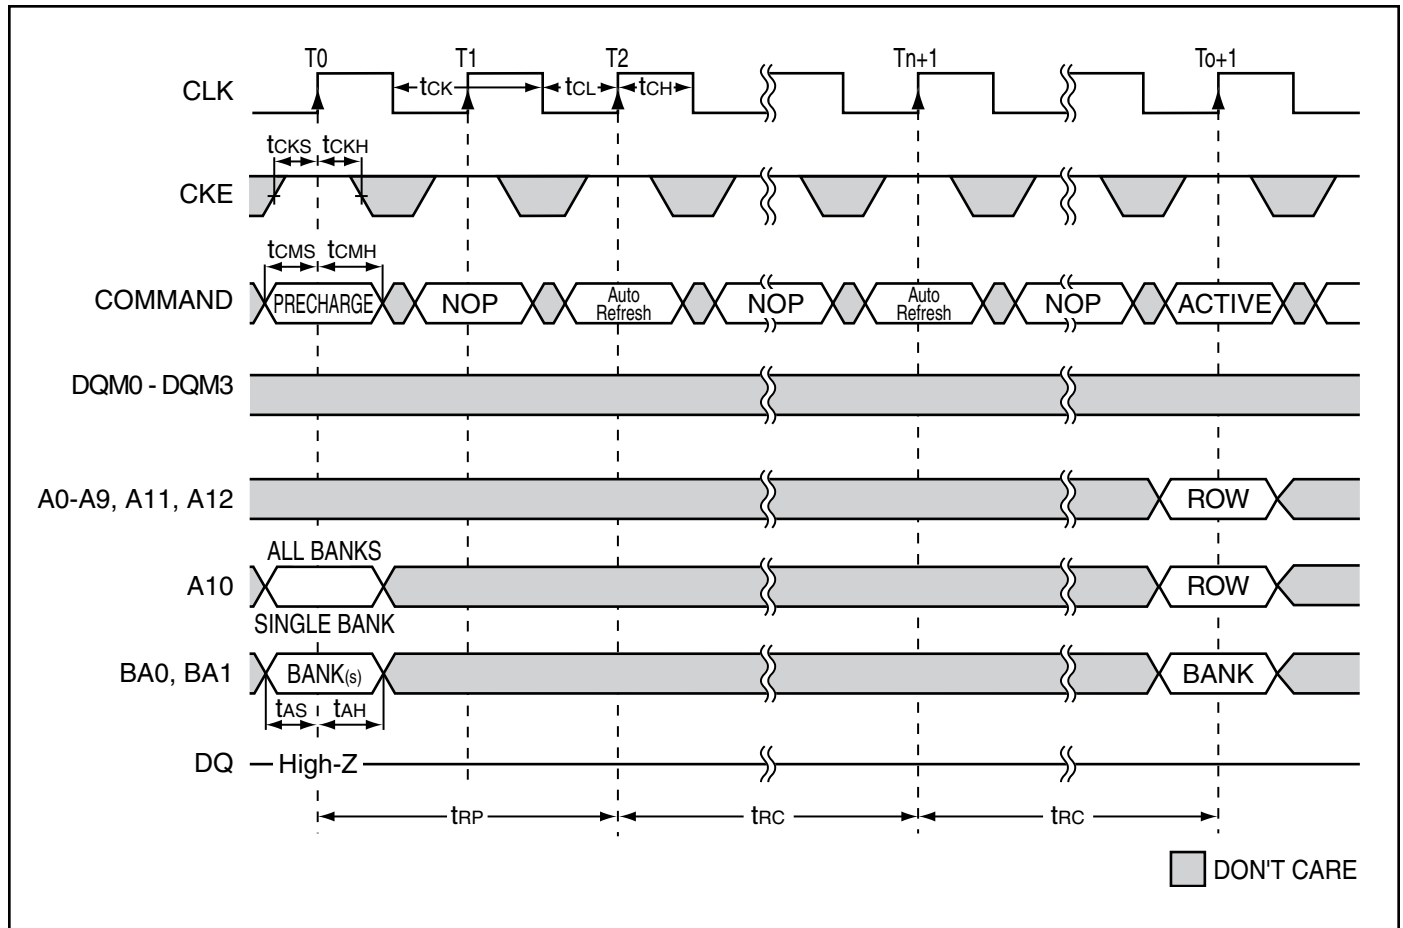 T0 T1 T2 Tn+1 To+1
CLK tCK tCL tCH
tCKS tCKH
CKE
tCMS tCMH
COMMAND PRECHARGE NOP Auto Refresh NOP Auto Refresh NOP ACTIVE
DQM0 - DQM3
A0-A9, A11, A12 ROW
ALL BANKS
A10 ROW
SINGLE BANK
BA0, BA1 BANK(s) BANK
tAS tAH
DQ High-Z
tRP tRC tRC
DON'T CARE